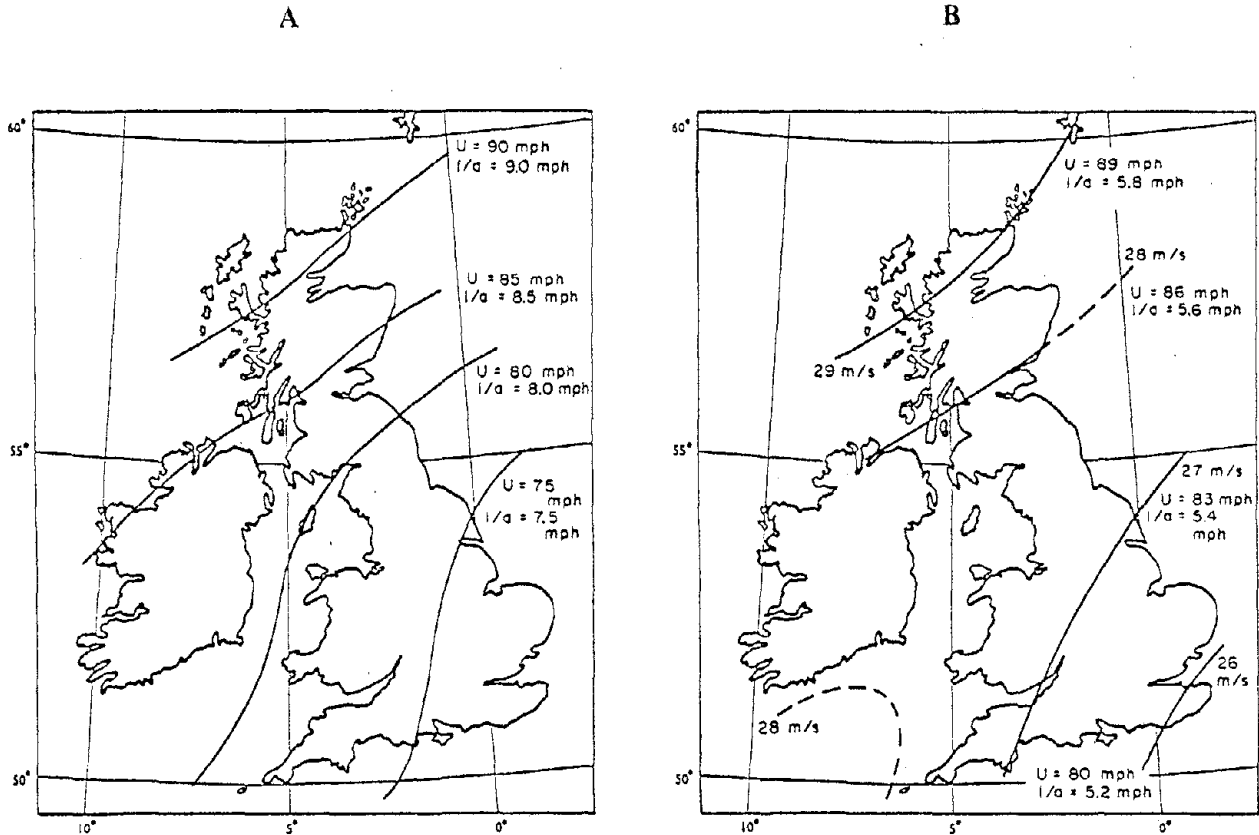 A
60°
U = 90 mph
1/a = 9.0 mph
U = 85 mph
1/a = 8.5 mph
U = 80 mph
1/a = 8.0 mph
55°
U = 75
mph
1/a = 7.5
mph
50°
10°
5°
0°
B
60°
U = 89 mph
1/a = 5.8 mph
28 m/s
U = 86 mph
1/a = 5.6 mph
29 m/s
55°
27 m/s
U = 83 mph
1/a = 5.4
mph
26
m/s
28 m/s
50°
U = 80 mph
1/a = 5.2 mph
10°
5°
0°